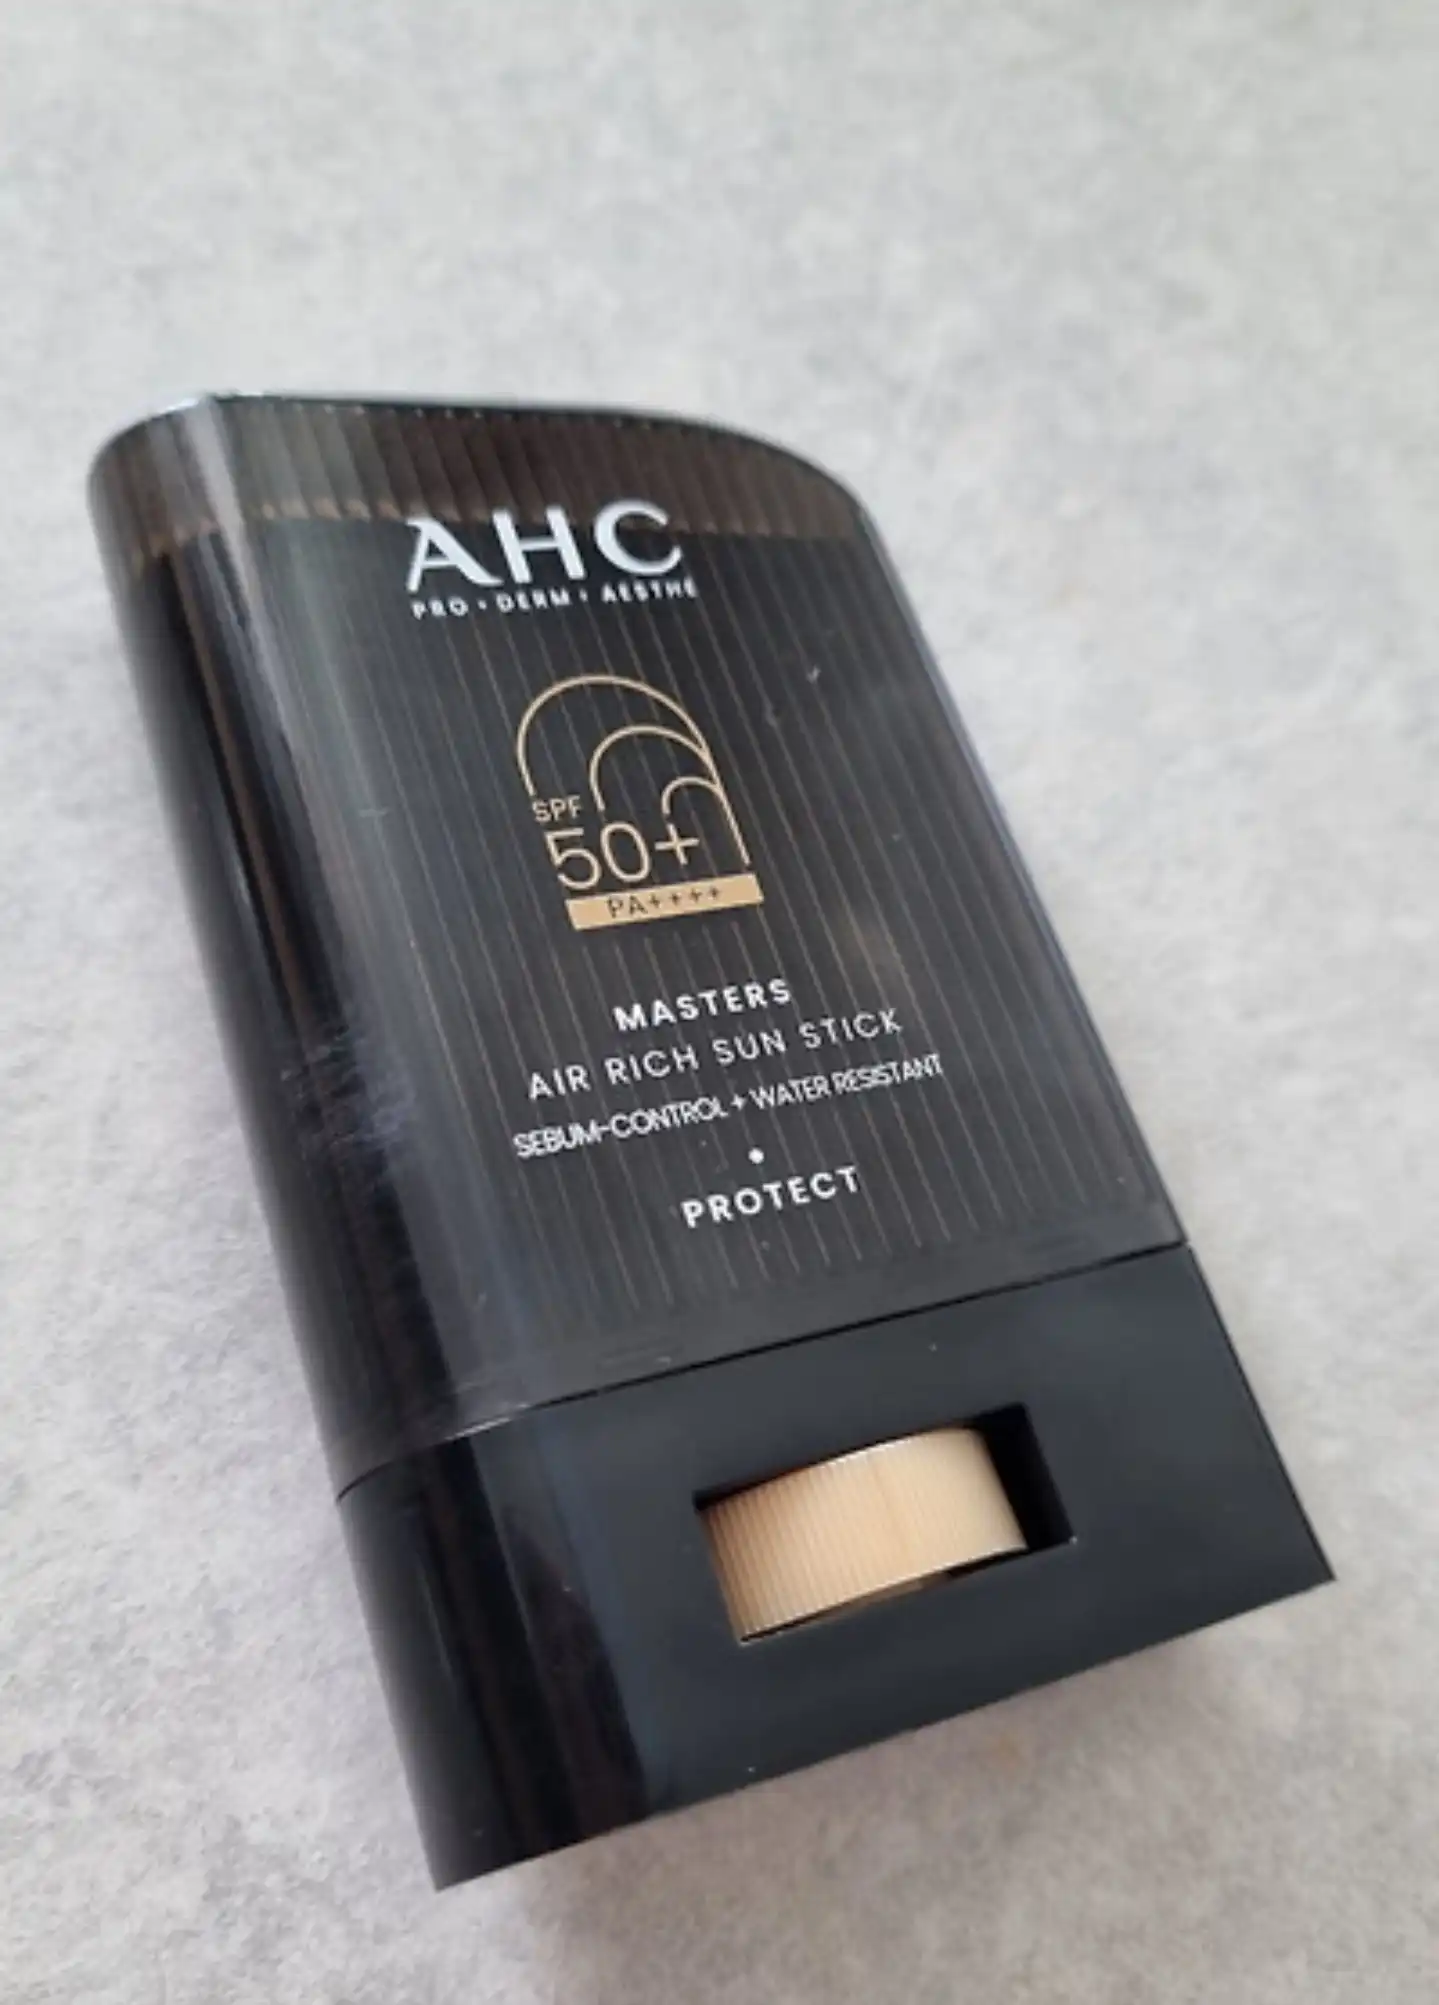 AHC
PRO • DERM • AESTHE
SPF
50+
PA++++
MASTERS
AIR RICH SUN STICK
SEBUM-CONTROL + WATER RESISTANT
•
PROTECT